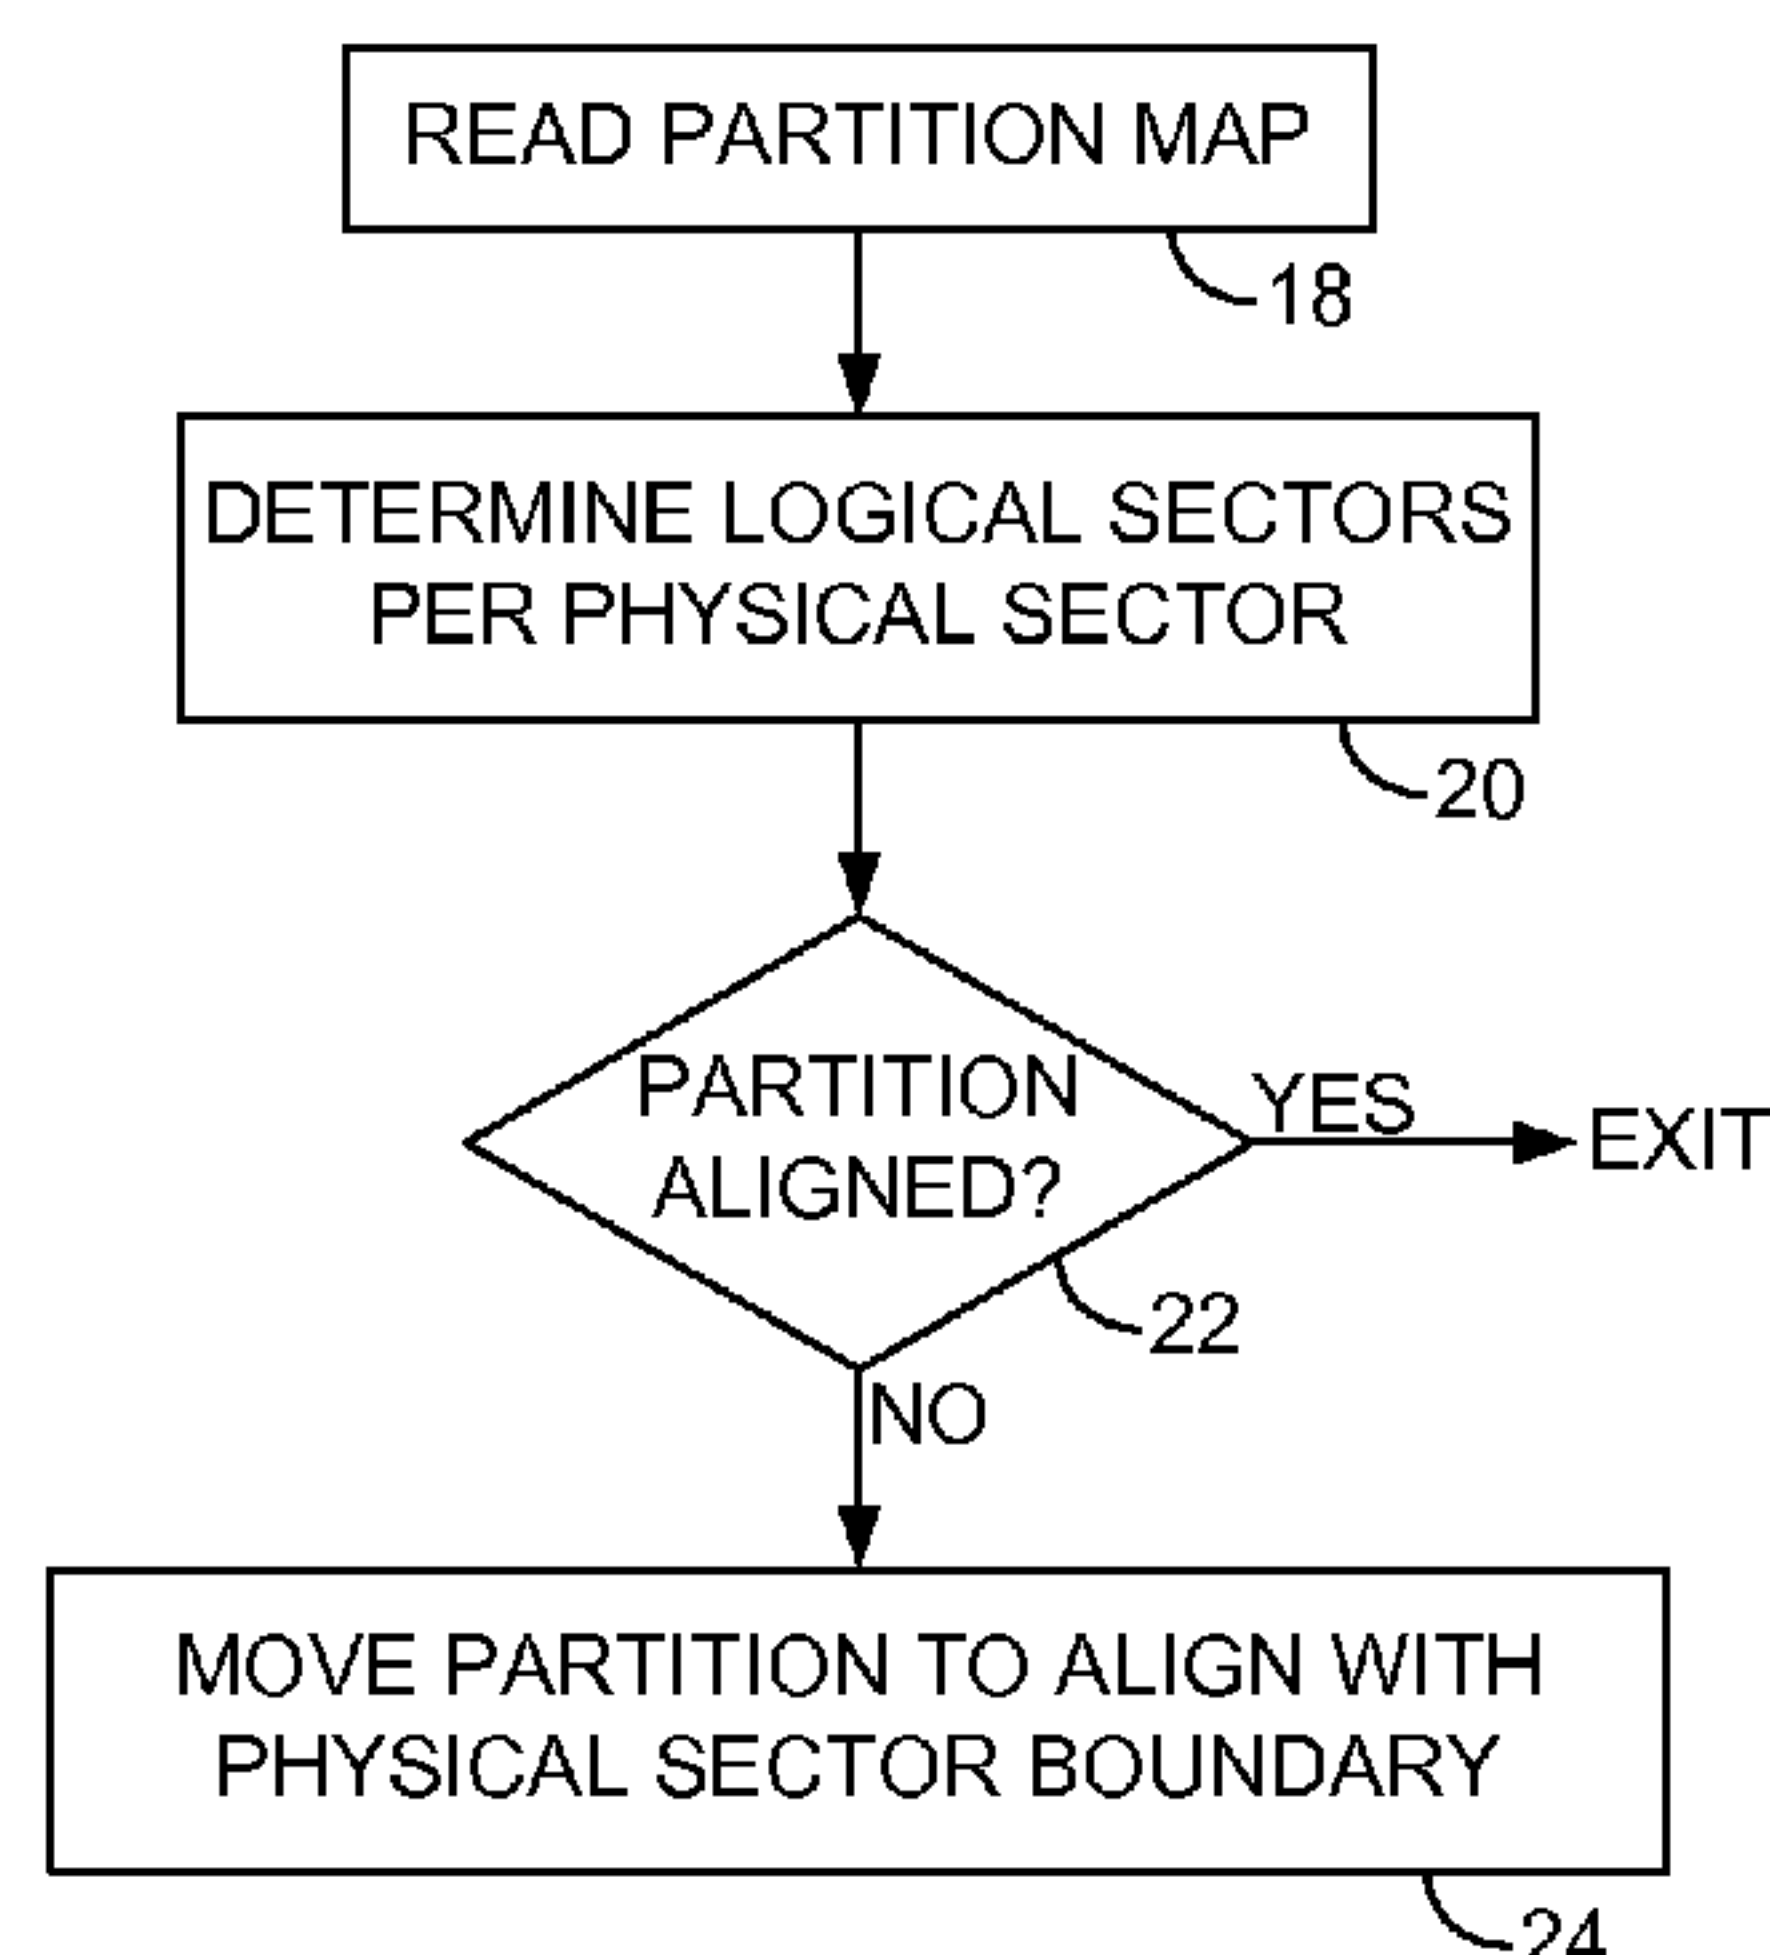 READ PARTITION MAP
18
DETERMINE LOGICAL SECTORS
PER PHYSICAL SECTOR
20
PARTITION
ALIGNED?
YES
EXIT
22
NO
MOVE PARTITION TO ALIGN WITH
PHYSICAL SECTOR BOUNDARY
24